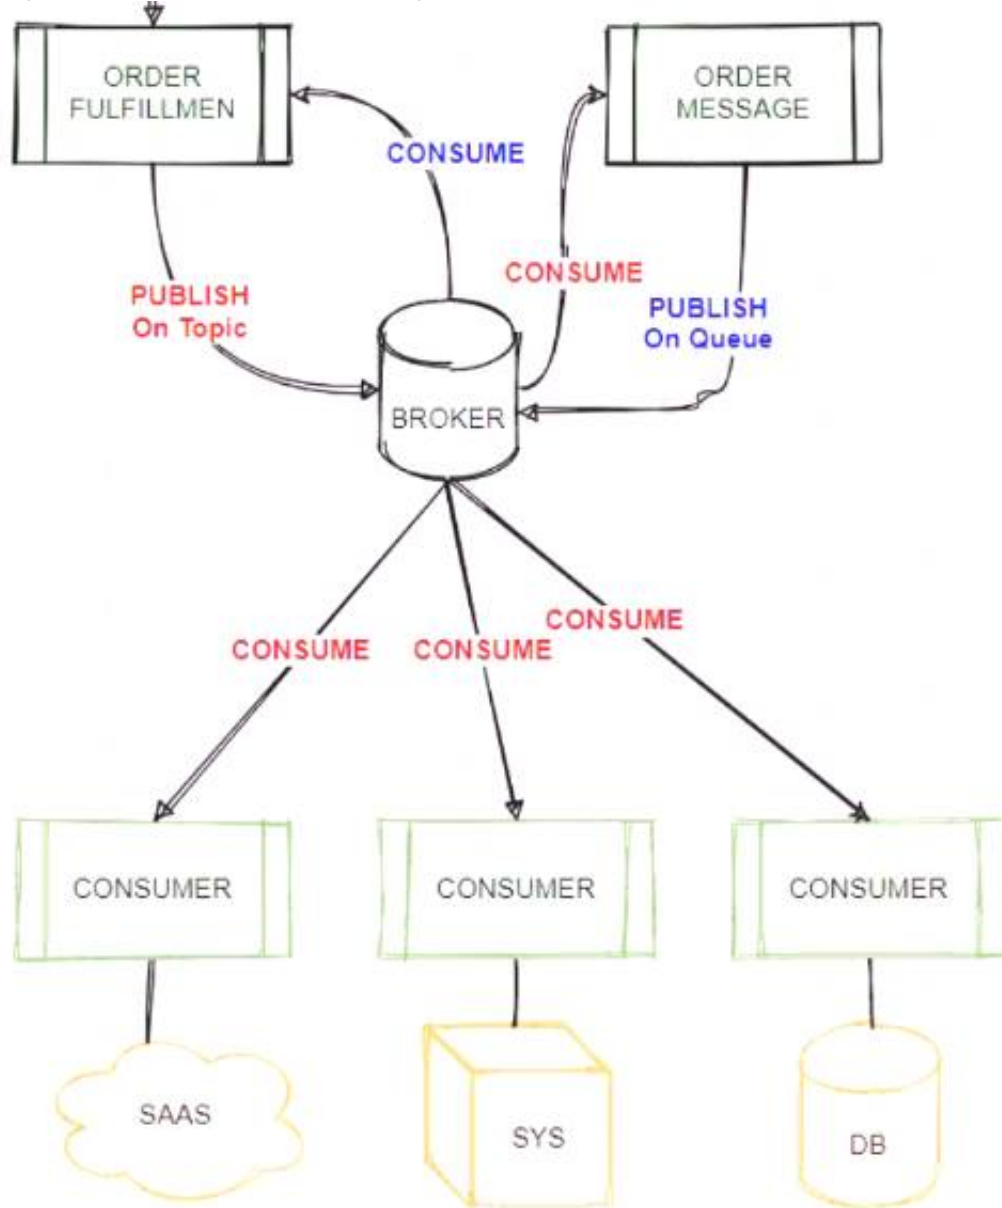 ORDER
FULFILLMEN
ORDER
MESSAGE
CONSUME
CONSUME
PUBLISH
On Topic
PUBLISH
On Queue
BROKER
CONSUME
CONSUME
CONSUME
CONSUMER
CONSUMER
CONSUMER
SAAS
SYS
DB